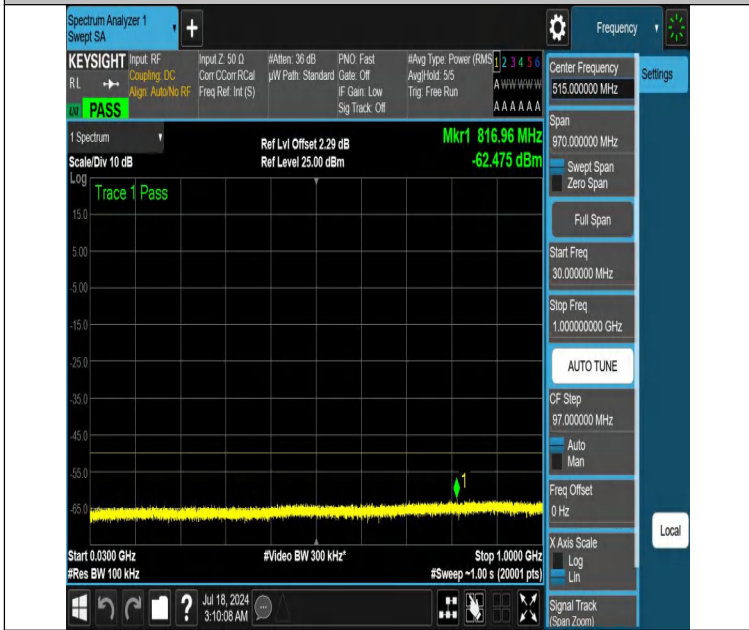 Spectrum Analyzer 1
Swept SA
+
Frequency
KEYSIGHT
RL
PASS
Input: RF
Coupling: DC
Align: Auto/No RF
Input Z: 50 Ω
Corr CCorr RCal
Freq Ref: Int (S)
#Atten: 36 dB
µW Path: Standard
PNO: Fast
Gate: Off
IF Gain: Low
Sig Track: Off
#Avg Type: Power (RMS
Avg|Hold: 5/5
Trig: Free Run
1 2 3 4 5 6
A W W W W W
A A A A A A
1 Spectrum
Scale/Div 10 dB
Ref Lvl Offset 2.29 dB
Ref Level 25.00 dBm
Mkr1 816.96 MHz
-62.475 dBm
Log
Trace 1 Pass
15.0
5.00
-5.00
-15.0
-25.0
-35.0
-45.0
-55.0
-65.0
1
Start 0.0300 GHz
#Res BW 100 kHz
#Video BW 300 kHz*
Stop 1.0000 GHz
#Sweep ~1.00 s (20001 pts)
?
Jul 18, 2024
3:10:08 AM
Center Frequency
515.000000 MHz
Span
970.000000 MHz
Swept Span
Zero Span
Full Span
Start Freq
30.000000 MHz
Stop Freq
1.000000000 GHz
AUTO TUNE
CF Step
97.000000 MHz
Auto
Man
Freq Offset
0 Hz
X Axis Scale
Log
Lin
Signal Track
(Span Zoom)
Settings
Local